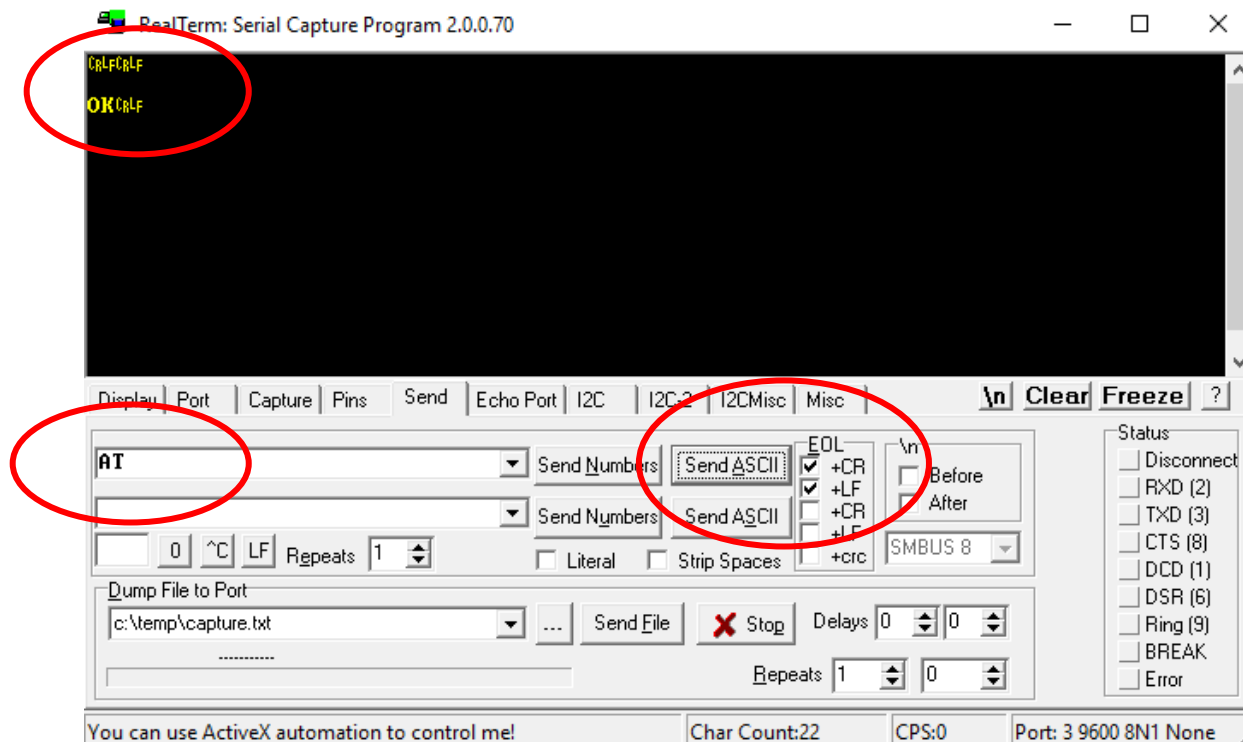 RealTerm: Serial Capture Program 2.0.0.70
CRLFCRLF
OKCRLF
Display Port Capture Pins Send Echo Port I2C I2C-2 I2CMisc Misc \n Clear Freeze ?
AT Send Numbers Send ASCII
EOL
+CR
+LF
+CR
+LF
+crc
\n
Before
After
Send Numbers Send ASCII
0 ^C LF Repeats 1 Literal Strip Spaces SMBUS 8
Status
Disconnect
RXD (2)
TXD (3)
CTS (8)
DCD (1)
DSR (6)
Ring (9)
BREAK
Error
Dump File to Port
c:\temp\capture.txt ... Send File Stop Delays 0 0
-----------
Repeats 1 0
You can use ActiveX automation to control me! Char Count:22 CPS:0 Port: 3 9600 8N1 None